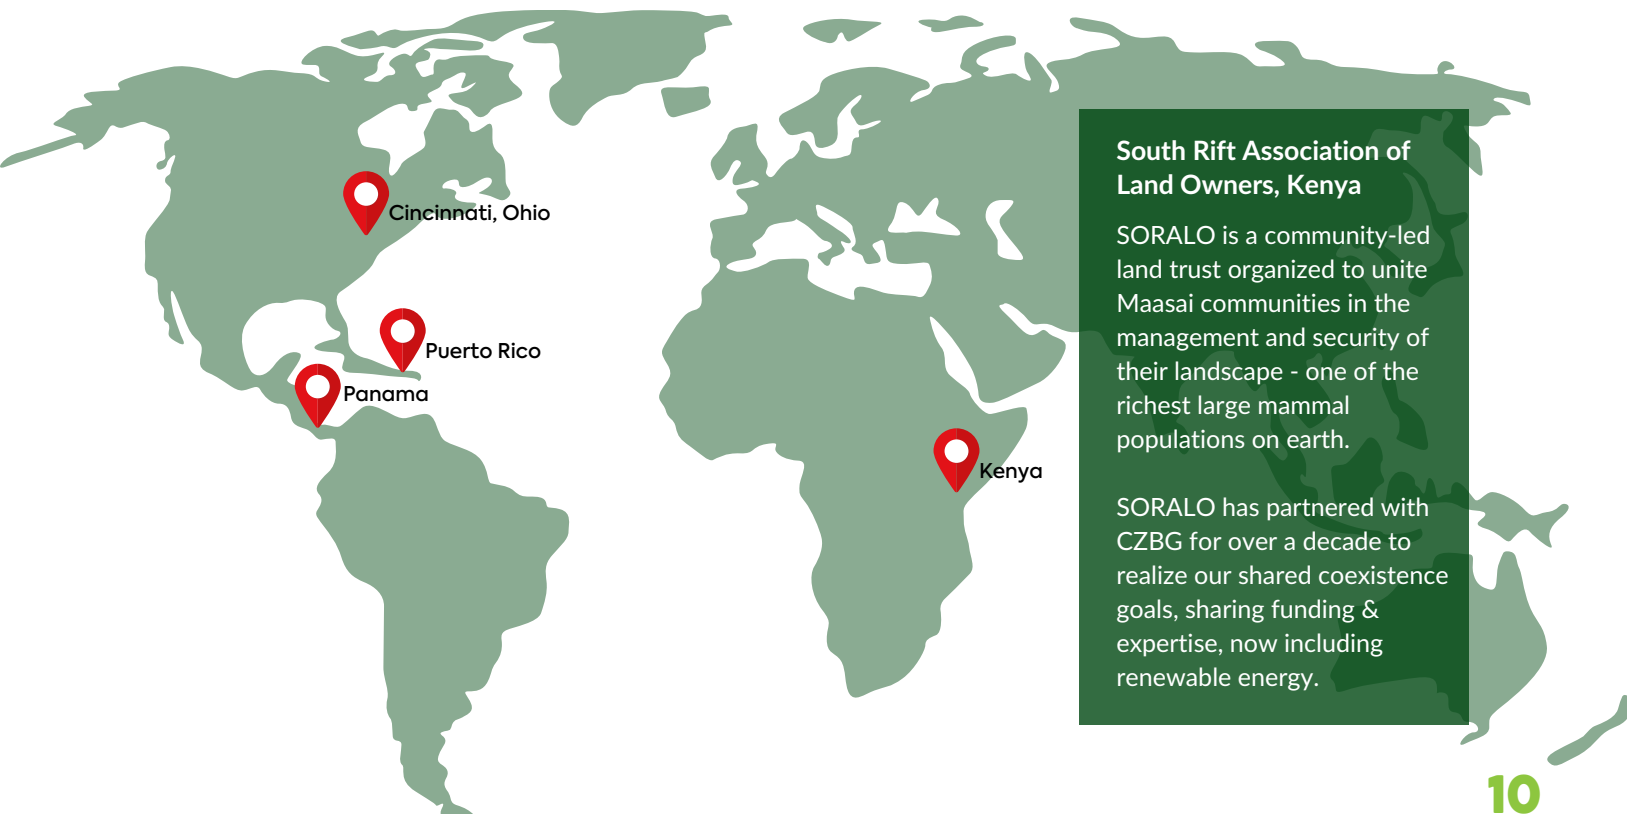 Cincinnati, Ohio
Puerto Rico
Panama
Kenya
South Rift Association of
Land Owners, Kenya
SORALO is a community-led
land trust organized to unite
Maasai communities in the
management and security of
their landscape - one of the
richest large mammal
populations on earth.
SORALO has partnered with
CZBG for over a decade to
realize our shared coexistence
goals, sharing funding &
expertise, now including
renewable energy.
10